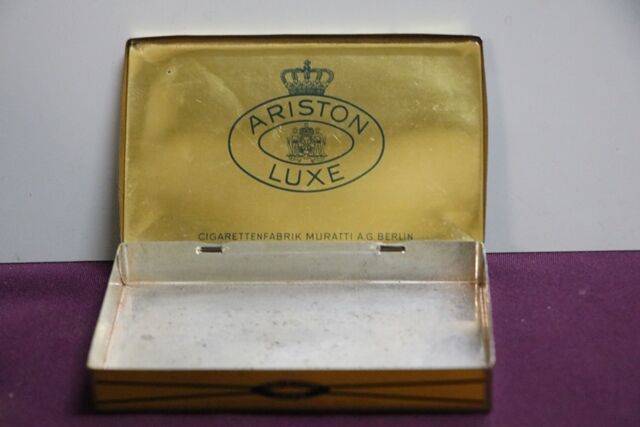 ARISTON
LUXE
CIGARETTENFABRIK MURATTI A.G. BERLIN